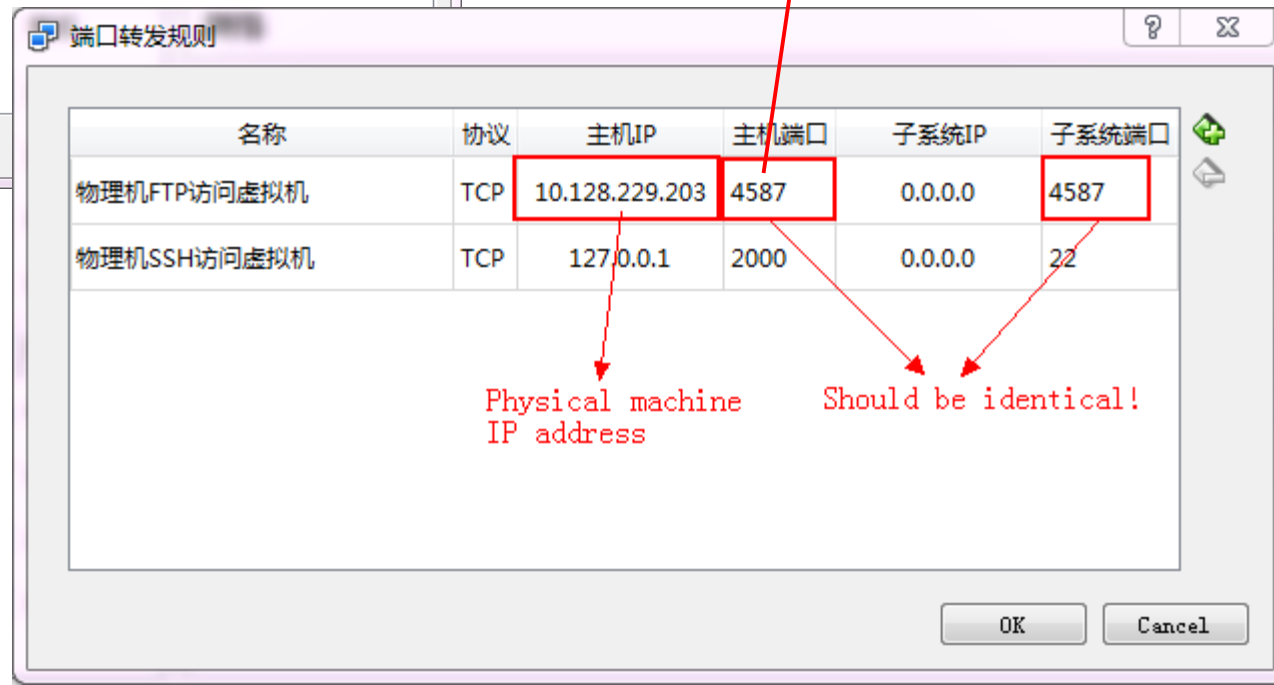 端口转发规则
名称 协议 主机IP 主机端口 子系统IP 子系统端口
物理机FTP访问虚拟机 TCP 10.128.229.203 4587 0.0.0.0 4587
物理机SSH访问虚拟机 TCP 127.0.0.1 2000 0.0.0.0 22
Physical machine
IP address
Should be identical!
OK Cancel